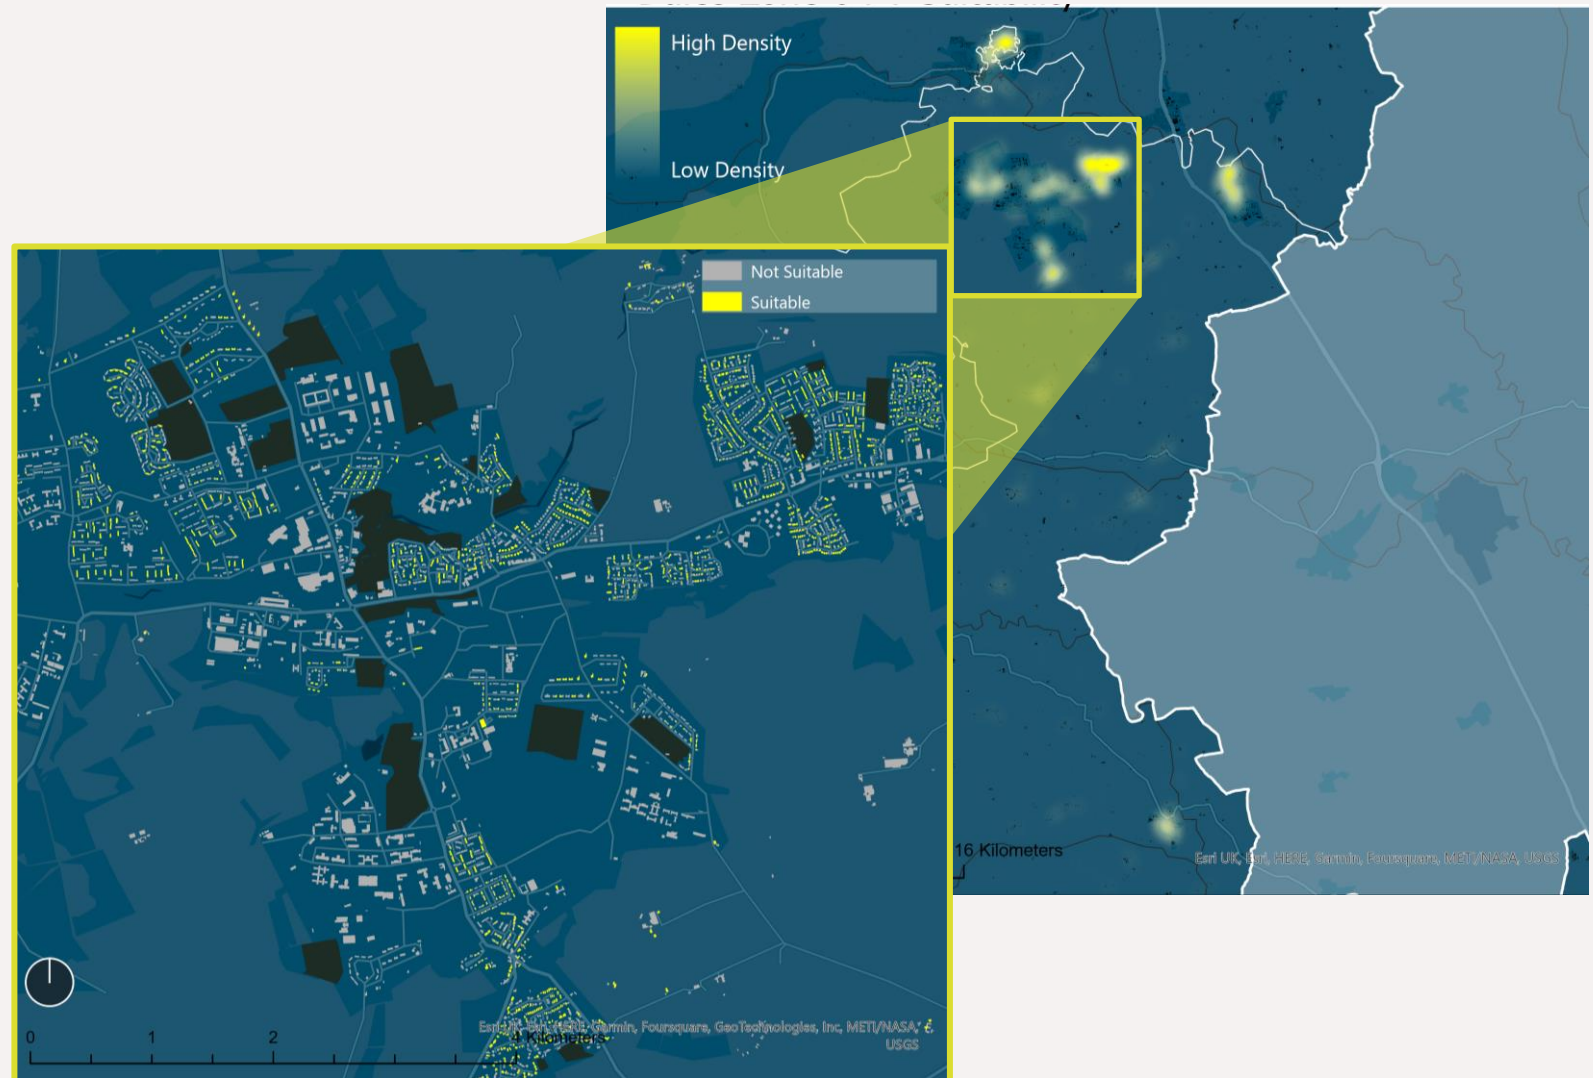 High Density
Low Density
Not Suitable
Suitable
16 Kilometers
Esri UK, Esri, HERE, Garmin, Foursquare, METI/NASA, USGS
Esri UK, Esri, HERE, Garmin, Foursquare, GeoTechnologies, Inc, METI/NASA,
USGS
0 1 2 4 Kilometers